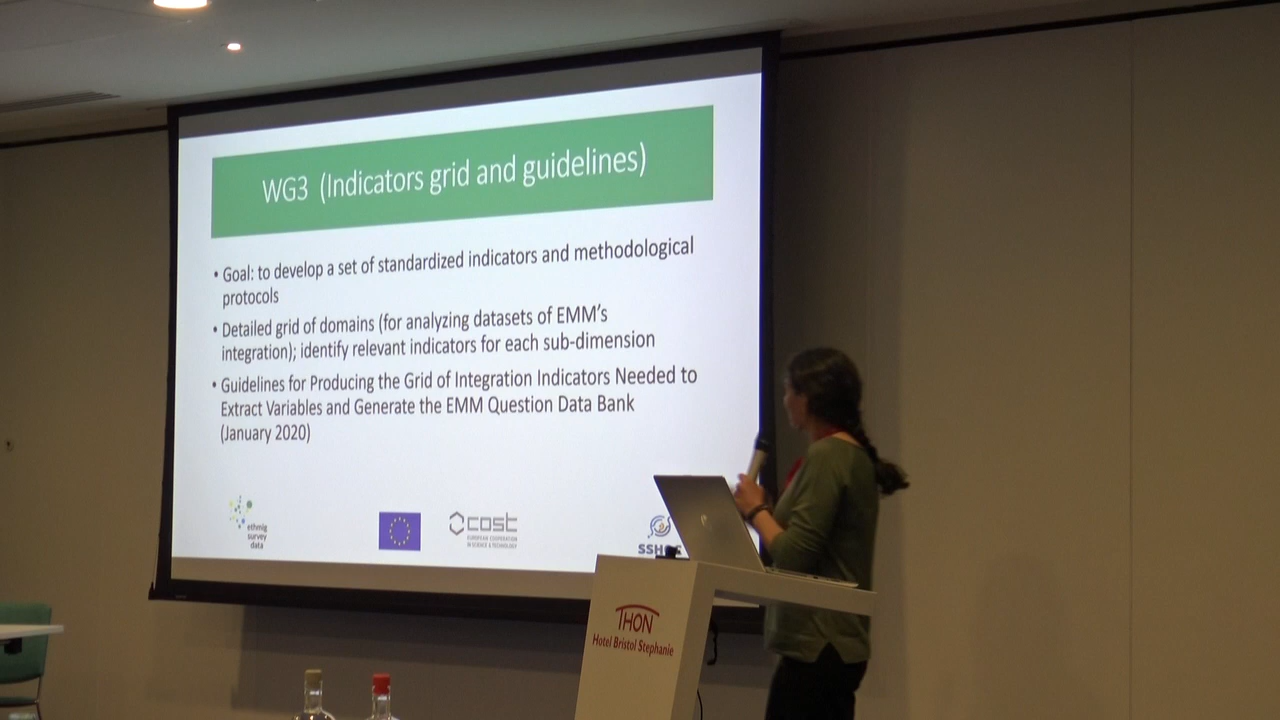 WG3 (Indicators grid and guidelines)
• Goal: to develop a set of standardized indicators and methodological
protocols
• Detailed grid of domains (for analyzing datasets of EMM's
integration); identify relevant indicators for each sub-dimension
• Guidelines for Producing the Grid of Integration Indicators Needed to
Extract Variables and Generate the EMM Question Data Bank
(January 2020)
ethmig
survey
data
cost
EUROPEAN COOPERATION
IN SCIENCE & TECHNOLOGY
THON
Hotel Bristol Stephanie